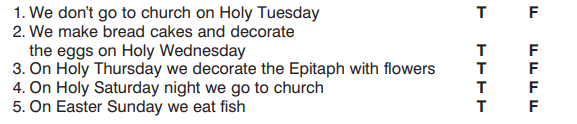 1. We don't go to church on Holy Tuesday T F
2. We make bread cakes and decorate
the eggs on Holy Wednesday T F
3. On Holy Thursday we decorate the Epitaph with flowers T F
4. On Holy Saturday night we go to church T F
5. On Easter Sunday we eat fish T F